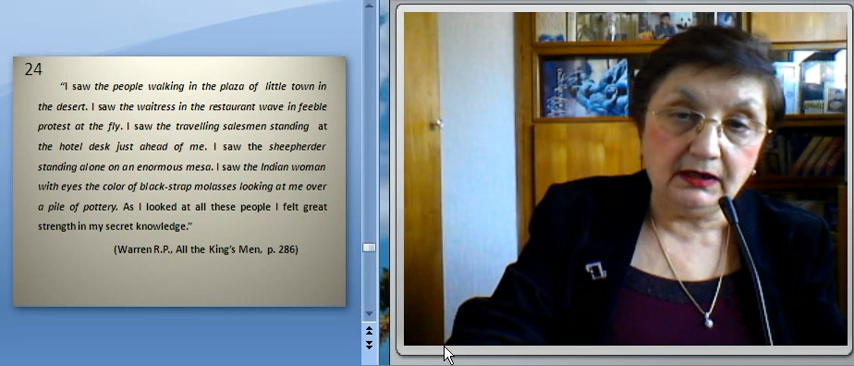 24
“I saw the people walking in the plaza of little town in
the desert. I saw the waitress in the restaurant wave in feeble
protest at the fly. I saw the travelling salesmen standing at
the hotel desk just ahead of me. I saw the sheepherder
standing alone on an enormous mesa. I saw the Indian woman
with eyes the color of black-strap molasses looking at me over
a pile of pottery. As I looked at all these people I felt great
strength in my secret knowledge.”
(Warren R.P., All the King’s Men, p. 286)